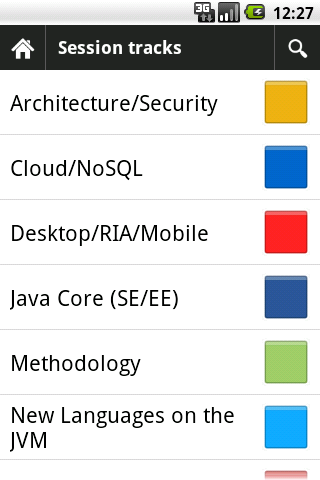 3G 12:27
Session tracks
Architecture/Security
Cloud/NoSQL
Desktop/RIA/Mobile
Java Core (SE/EE)
Methodology
New Languages on the
JVM